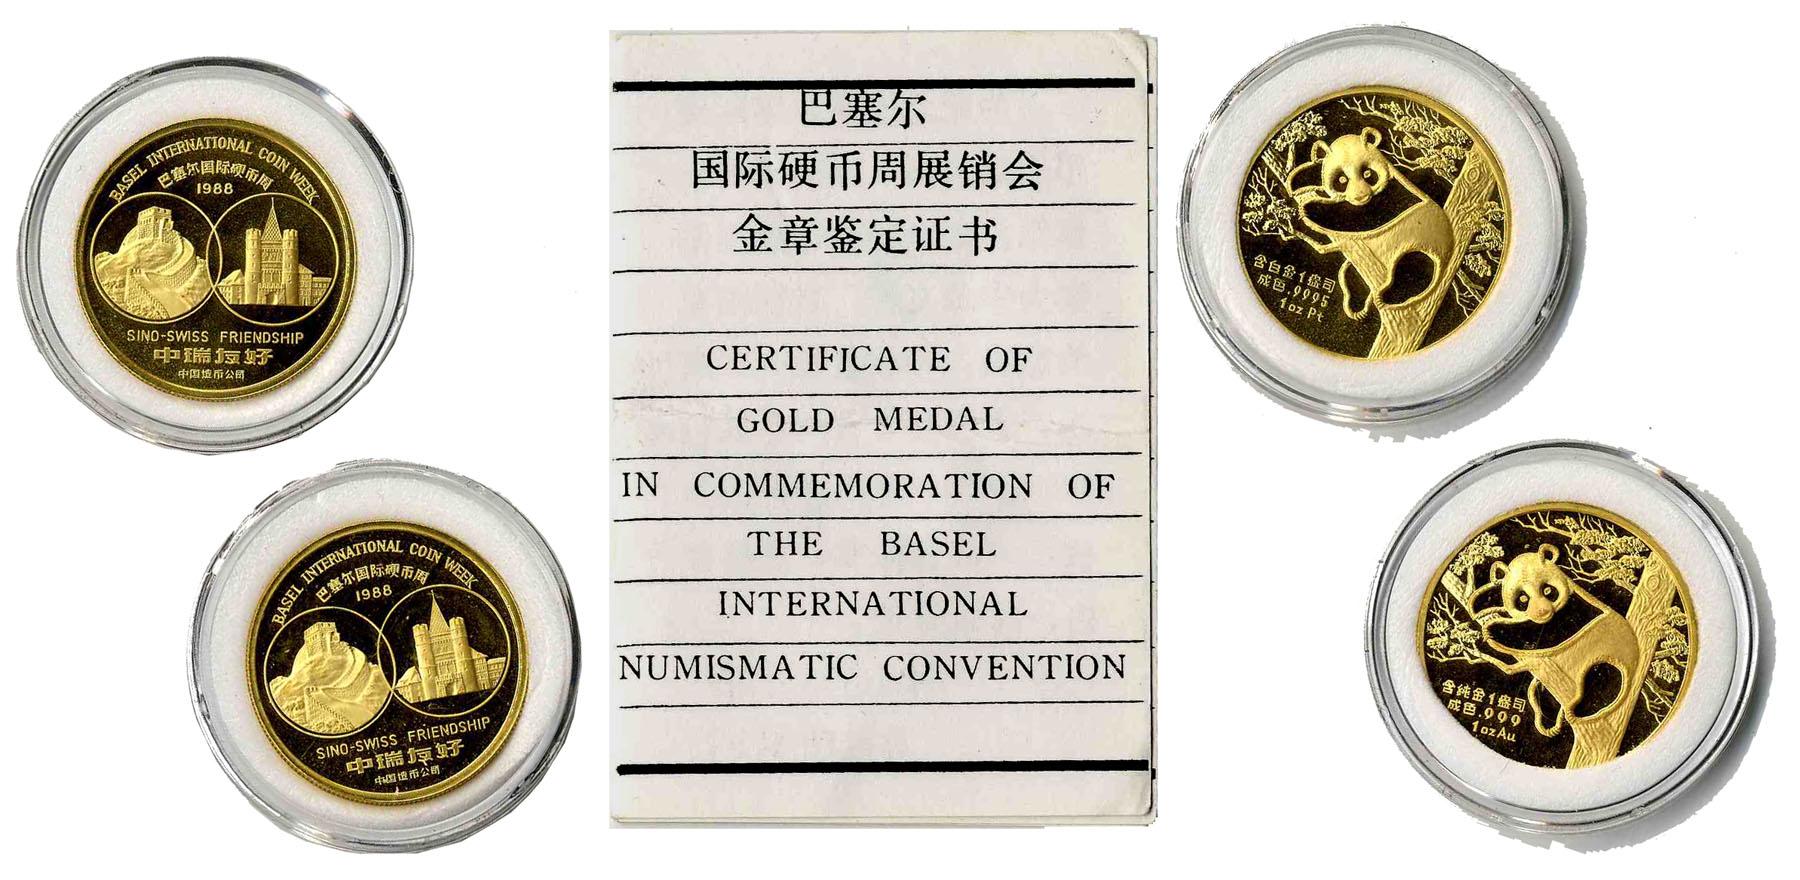 BASEL INTERNATIONAL COIN WEEK
巴塞尔国际硬币周
1988
SINO-SWISS FRIENDSHIP
中瑞友好
中国造币公司
BASEL INTERNATIONAL COIN WEEK
巴塞尔国际硬币周
1988
SINO-SWISS FRIENDSHIP
中瑞友好
中国造币公司
巴塞尔
国际硬币周展销会
金章鉴定证书
CERTIFICATE OF
GOLD MEDAL
IN COMMEMORATION OF
THE BASEL
INTERNATIONAL
NUMISMATIC CONVENTION
含白金1盎司
成色.9995
1oz Pt
含纯金1盎司
成色.999
1oz Au